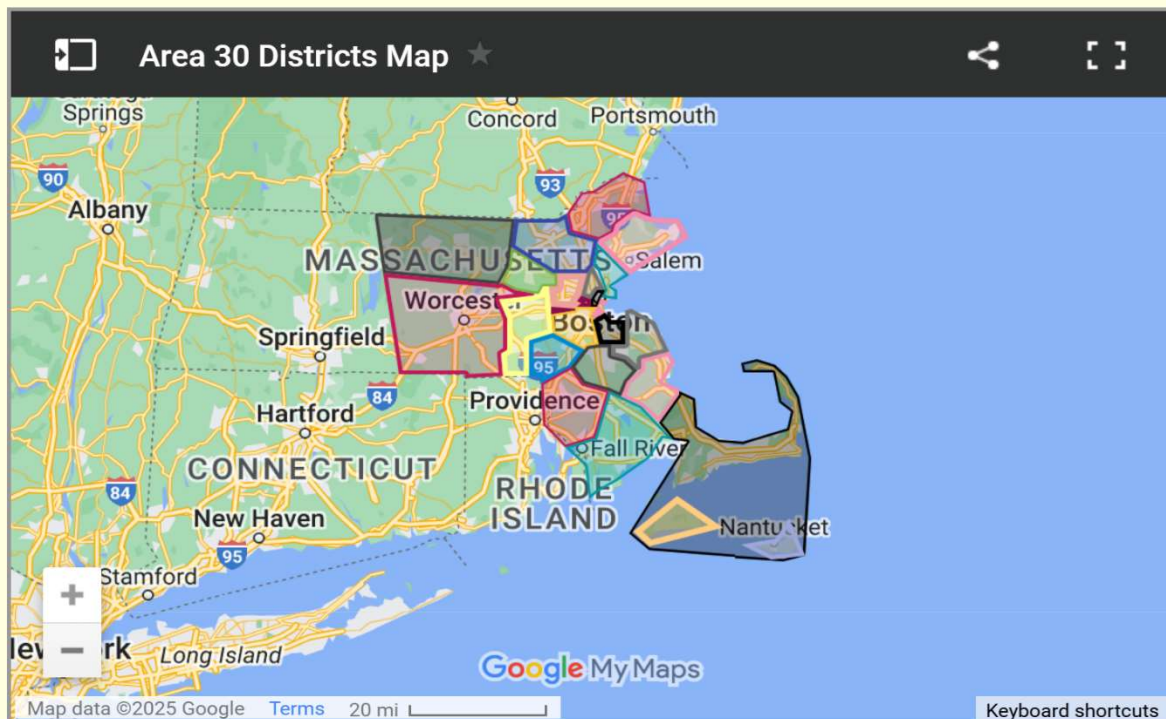 Area 30 Districts Map
Springs
Concord
Portsmouth
90
93
Albany
95
MASSACHUSETTS
Salem
Worcester
Boston
Springfield
95
84
Providence
Hartford
Fall River
CONNECTICUT
84
RHODE
ISLAND
New Haven
Nantucket
95
Stamford
+
−
Long Island
Google My Maps
Map data ©2025 Google Terms 20 mi
Keyboard shortcuts